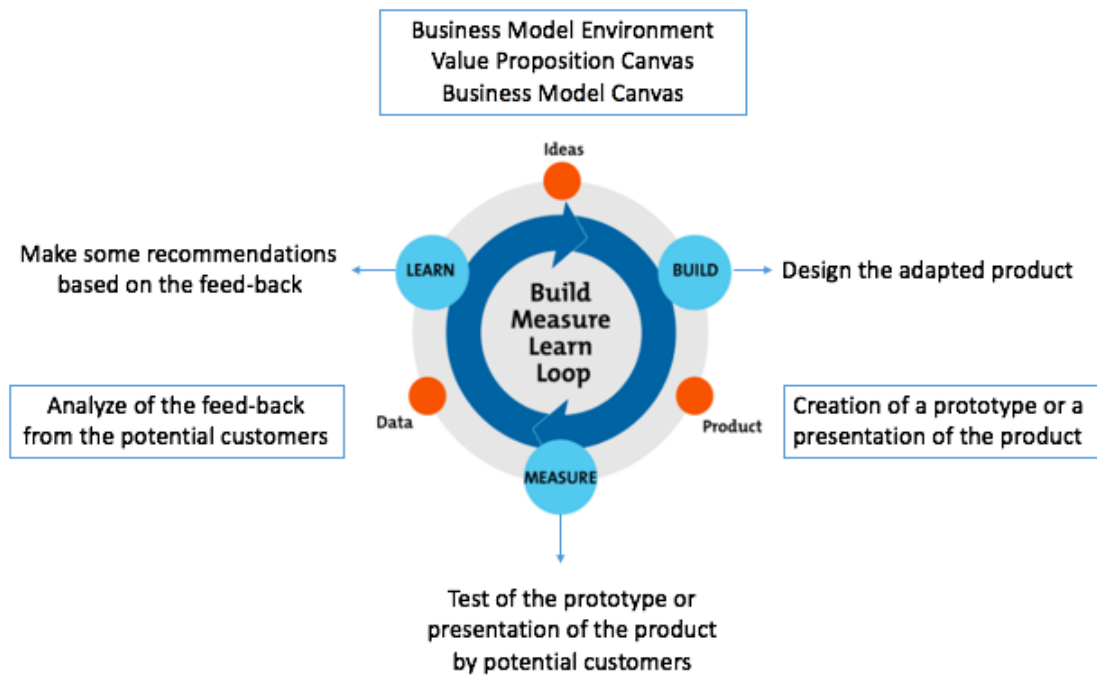 Business Model Environment
Value Proposition Canvas
Business Model Canvas
Ideas
Make some recommendations
based on the feed-back
LEARN
BUILD
Design the adapted product
Build
Measure
Learn
Loop
Analyze of the feed-back
from the potential customers
Data
Product
Creation of a prototype or a
presentation of the product
MEASURE
Test of the prototype or
presentation of the product
by potential customers